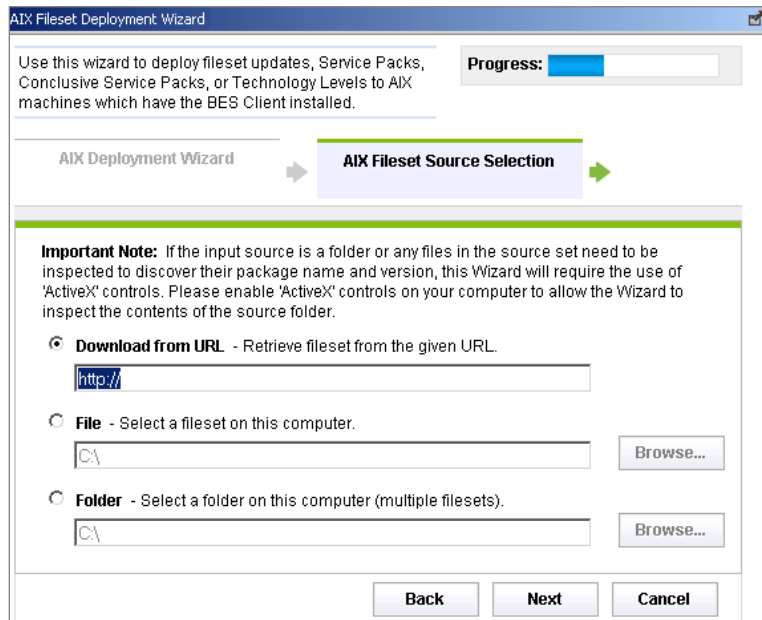 AIX Fileset Deployment Wizard
Use this wizard to deploy fileset updates, Service Packs,
Conclusive Service Packs, or Technology Levels to AIX
machines which have the BES Client installed.
Progress:
AIX Deployment Wizard
AIX Fileset Source Selection
Important Note: If the input source is a folder or any files in the source set need to be
inspected to discover their package name and version, this Wizard will require the use of
'ActiveX' controls. Please enable 'ActiveX' controls on your computer to allow the Wizard to
inspect the contents of the source folder.
Download from URL - Retrieve fileset from the given URL.
http://
File - Select a fileset on this computer.
C:\
Browse...
Folder - Select a folder on this computer (multiple filesets).
C:\
Browse...
Back
Next
Cancel